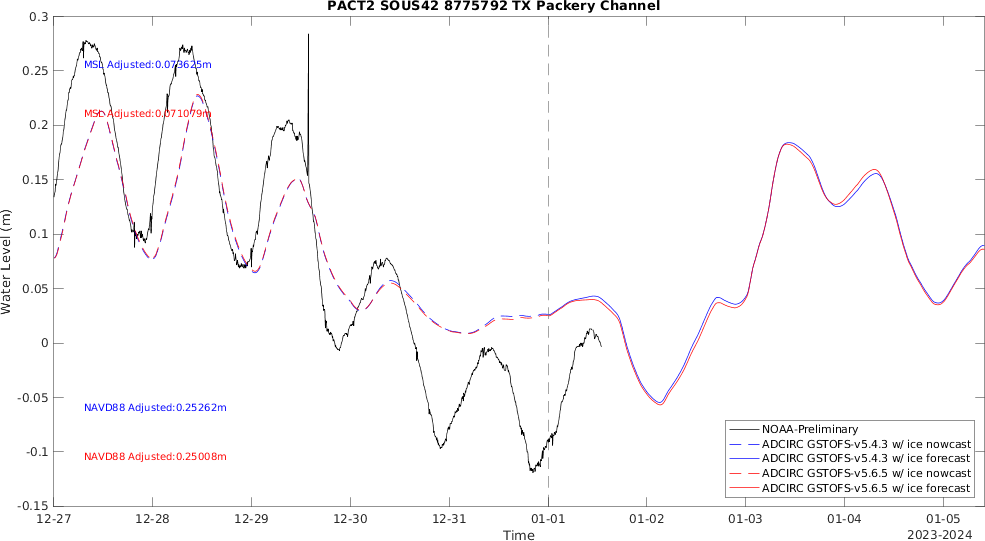 PACT2 SOUS42 8775792 TX Packery Channel
0.3
0.25
0.2
0.15
0.1
0.05
0
-0.05
-0.1
-0.15
Water Level (m)
MSL Adjusted:0.073625m
MSL Adjusted:0.071079m
NAVD88 Adjusted:0.25262m
NAVD88 Adjusted:0.25008m
NOAA-Preliminary
ADCIRC GSTOFS-v5.4.3 w/ ice nowcast
ADCIRC GSTOFS-v5.4.3 w/ ice forecast
ADCIRC GSTOFS-v5.6.5 w/ ice nowcast
ADCIRC GSTOFS-v5.6.5 w/ ice forecast
12-27 12-28 12-29 12-30 12-31 01-01 01-02 01-03 01-04 01-05
Time
2023-2024